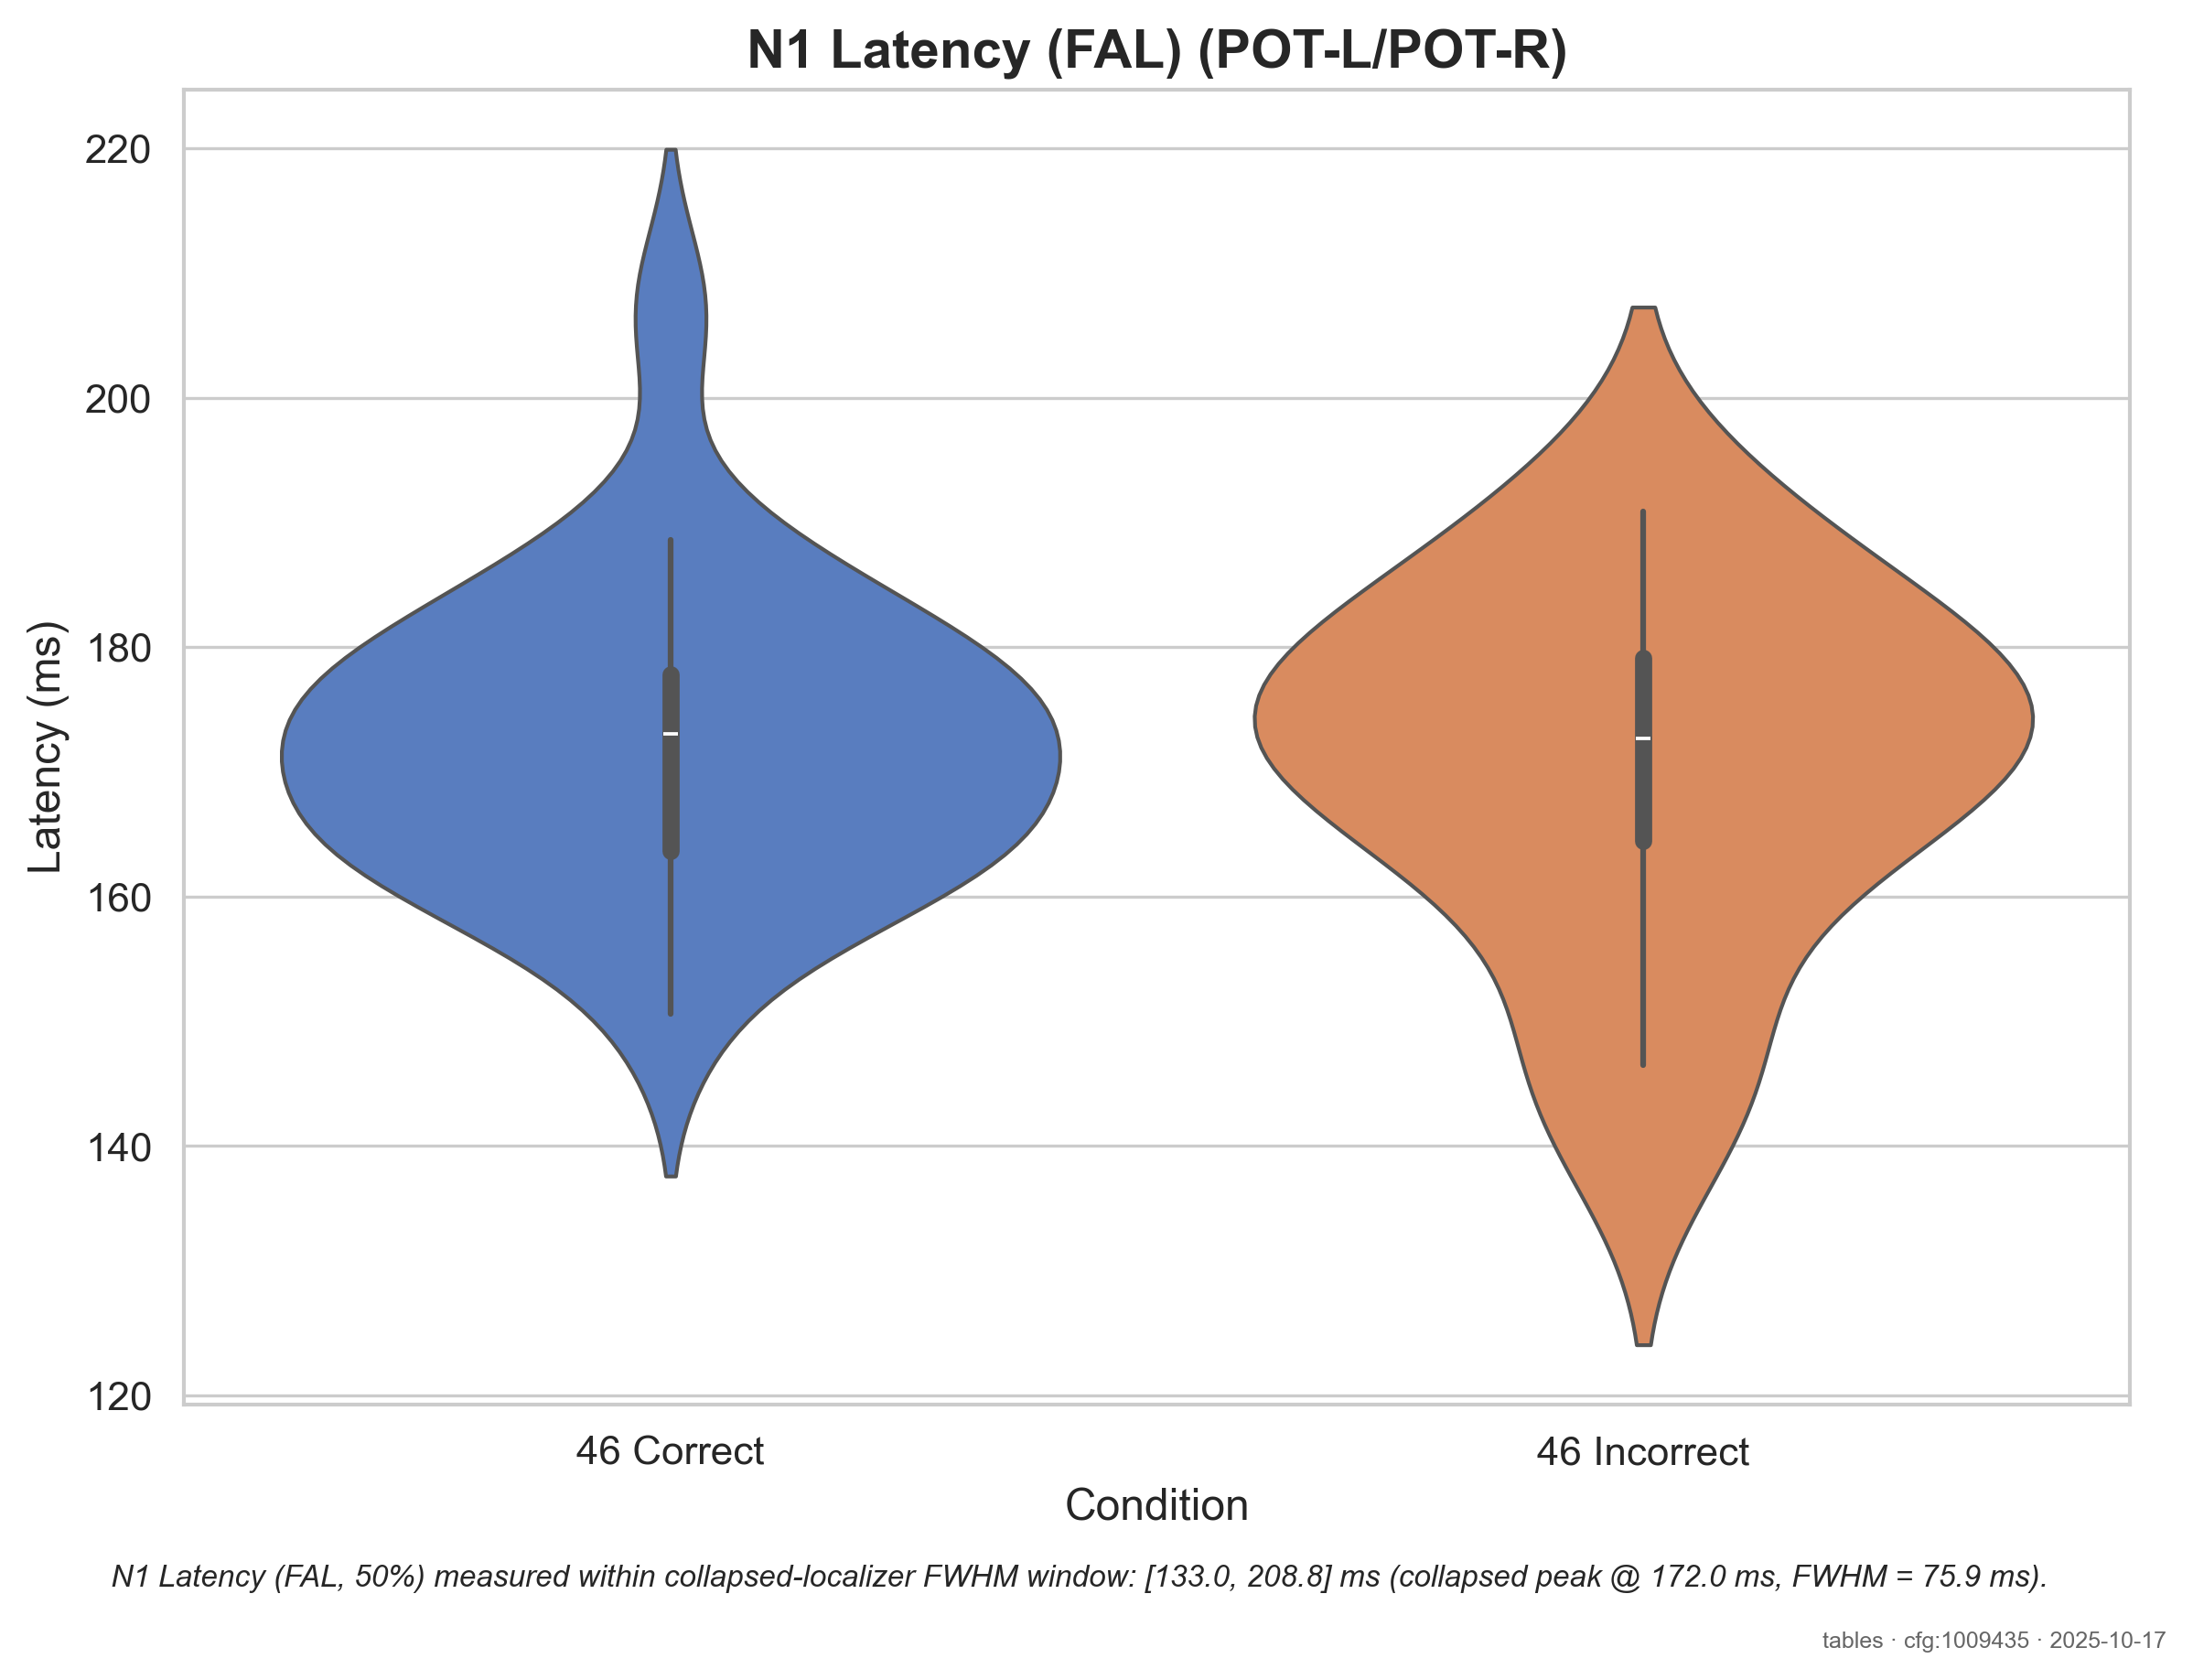 N1 Latency (FAL) (POT-L/POT-R)
Latency (ms)
220
200
180
160
140
120
46 Correct
46 Incorrect
Condition
N1 Latency (FAL, 50%) measured within collapsed-localizer FWHM window: [133.0, 208.8] ms (collapsed peak @ 172.0 ms, FWHM = 75.9 ms).
tables · cfg:1009435 · 2025-10-17